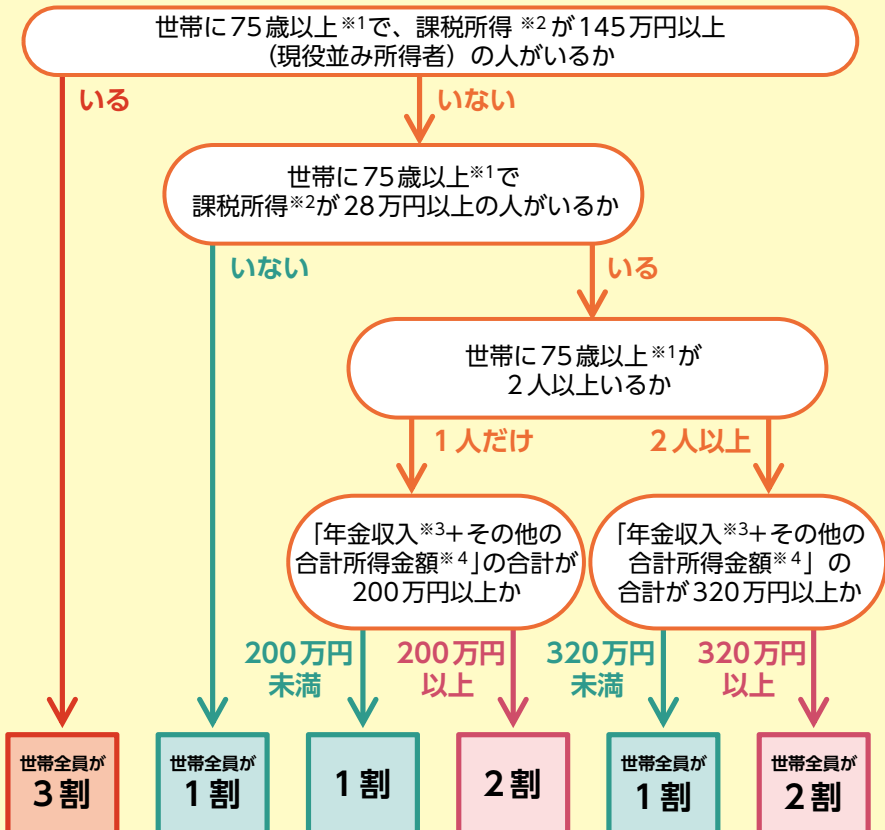 世帯に75歳以上※1で、課税所得※2が145万円以上
（現役並み所得者）の人がいるか
いる
いない
世帯に75歳以上※1で
課税所得※2が28万円以上の人がいるか
いない
いる
世帯に75歳以上※1が
2人以上いるか
1人だけ
2人以上
「年金収入※3＋その他の
合計所得金額※4」の合計が
200万円以上か
「年金収入※3＋その他の
合計所得金額※4」の
合計が320万円以上か
200万円
未満
200万円
以上
320万円
未満
320万円
以上
世帯全員が
3割
世帯全員が
1割
1割
2割
世帯全員が
1割
世帯全員が
2割